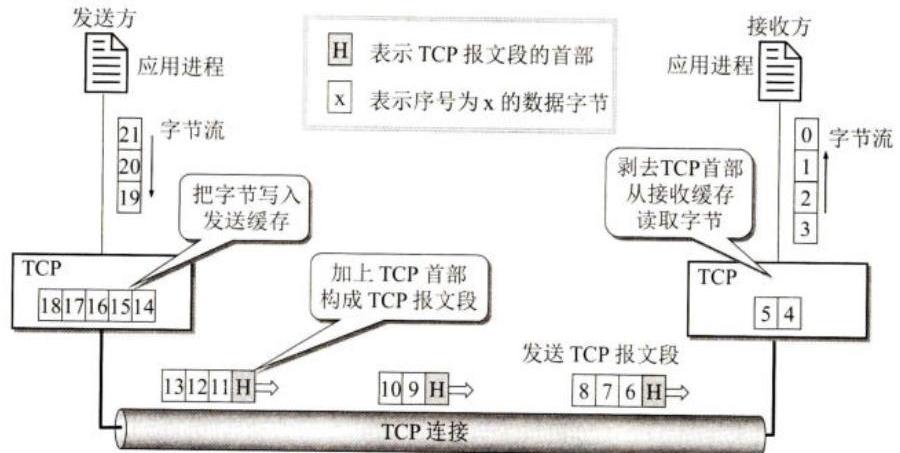 发送方
应用进程
H 表示 TCP 报文段的首部
x 表示序号为 x 的数据字节
接收方
应用进程
21
20
19
字节流
把字节写入
发送缓存
剥去TCP首部
从接收缓存
读取字节
0
1
2
3
字节流
TCP
18 17 16 15 14
加上 TCP 首部
构成 TCP 报文段
TCP
5 4
发送 TCP 报文段
13 12 11 H
10 9 H
8 7 6 H
TCP 连接